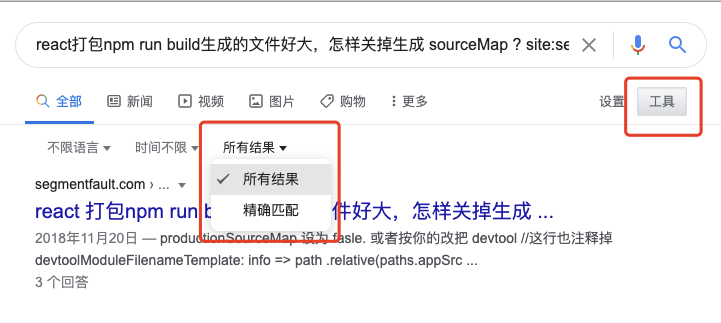 react打包npm run build生成的文件好大，怎样关掉生成 sourceMap ? site:se
全部 新闻 视频 图片 购物 更多 设置 工具
不限语言 时间不限 所有结果
所有结果
精确匹配
segmentfault.com › ...
react 打包npm run b 件好大，怎样关掉生成 ...
2018年11月20日 — productionSourceMap 设为 fasle. 或者按你的改把 devtool //这行也注释掉
devtoolModuleFilenameTemplate: info => path .relative(paths.appSrc ...
3 个回答